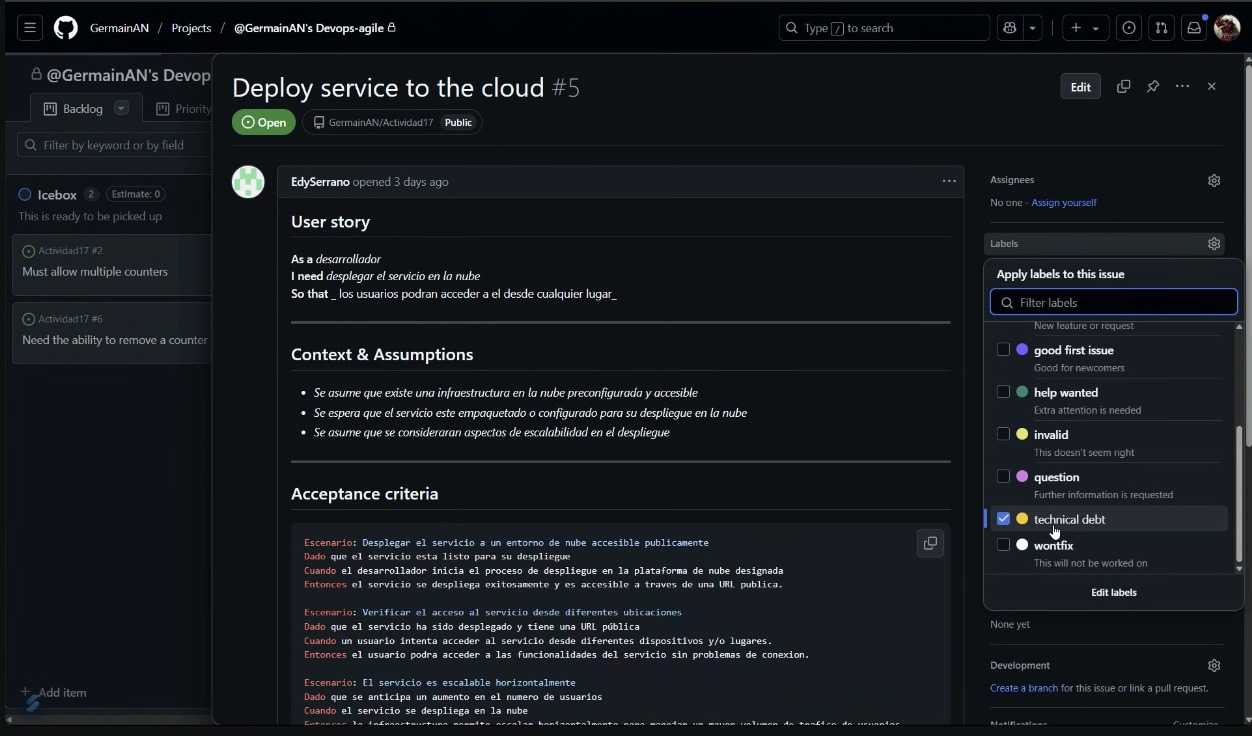 GermainAN / Projects / @GermainAN's Devops-agile
Type / to search
@GermainAN's Devop
Backlog
Priority
Filter by keyword or by field
Icebox 2 Estimate: 0
This is ready to be picked up
Actividad17 #2
Must allow multiple counters
Actividad17 #6
Need the ability to remove a counter
+ Add item
Deploy service to the cloud #5
Edit
Open
GermainAN/Actividad17 Public
EdySerrano opened 3 days ago
User story
As a desarrollador
I need desplegar el servicio en la nube
So that _ los usuarios podran acceder a el desde cualquier lugar_
Context & Assumptions
• Se asume que existe una infraestructura en la nube preconfigurada y accesible
• Se espera que el servicio este empaquetado o configurado para su despliegue en la nube
• Se asume que se consideraran aspectos de escalabilidad en el despliegue
Acceptance criteria
Escenario: Desplegar el servicio a un entorno de nube accesible publicamente
Dado que el servicio esta listo para su despliegue
Cuando el desarrollador inicia el proceso de despliegue en la plataforma de nube designada
Entonces el servicio se despliega exitosamente y es accesible a traves de una URL publica.
Escenario: Verificar el acceso al servicio desde diferentes ubicaciones
Dado que el servicio ha sido desplegado y tiene una URL pública
Cuando un usuario intenta acceder al servicio desde diferentes dispositivos y/o lugares.
Entonces el usuario podra acceder a las funcionalidades del servicio sin problemas de conexion.
Escenario: El servicio es escalable horizontalmente
Dado que se anticipa un aumento en el numero de usuarios
Cuando el servicio se despliega en la nube
Entonces la infraestructura permite escalar horizontalmente para manejar un mayor volumen de trafico de usuarios
Assignees
No one - Assign yourself
Labels
Apply labels to this issue
Filter labels
New feature or request
good first issue
Good for newcomers
help wanted
Extra attention is needed
invalid
This doesn't seem right
question
Further information is requested
technical debt
wontfix
This will not be worked on
Edit labels
None yet
Development
Create a branch for this issue or link a pull request.
Notifications
Customize